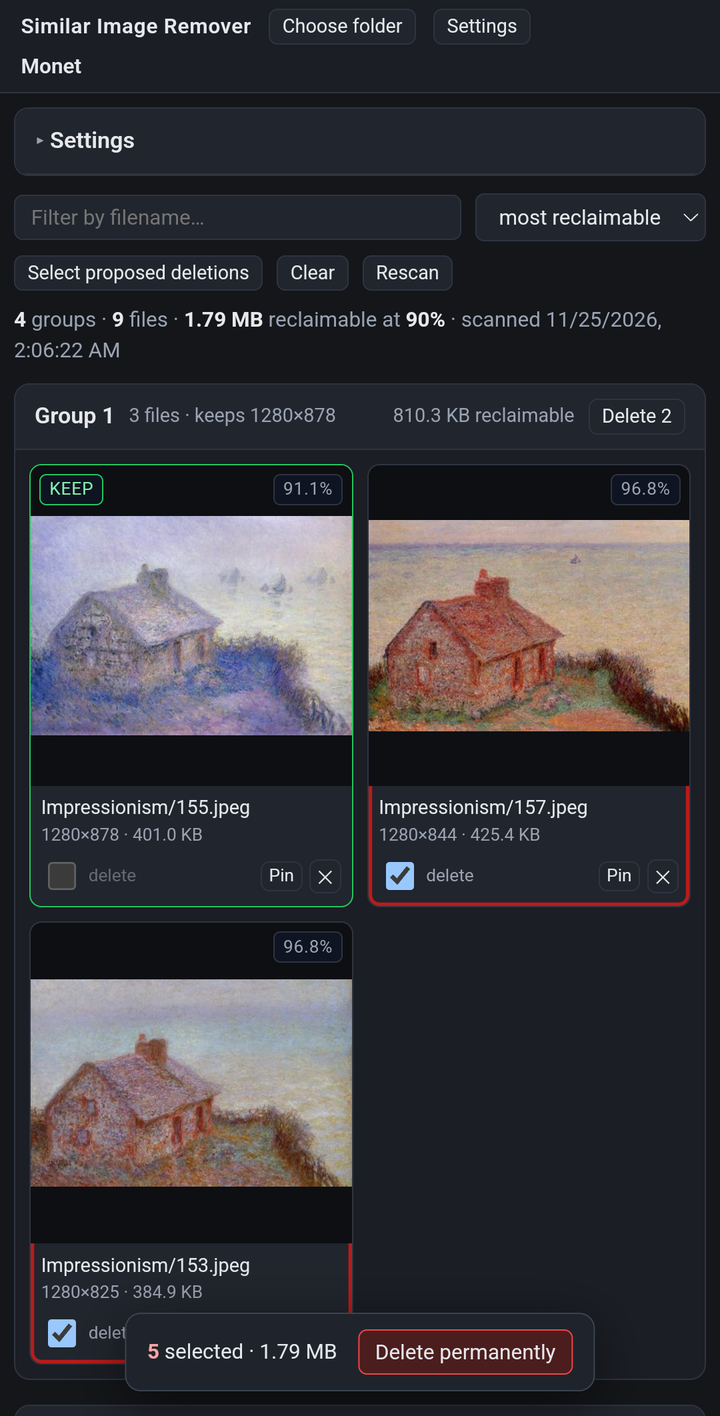 Similar Image Remover Choose folder Settings
Monet
▸ Settings
Filter by filename… most reclaimable
Select proposed deletions Clear Rescan
4 groups · 9 files · 1.79 MB reclaimable at 90% · scanned 11/25/2026,
2:06:22 AM
Group 1 3 files · keeps 1280×878 810.3 KB reclaimable Delete 2
KEEP 91.1% 96.8%
Impressionism/155.jpeg Impressionism/157.jpeg
1280×878 · 401.0 KB 1280×844 · 425.4 KB
delete Pin × delete Pin ×
96.8%
Impressionism/153.jpeg
1280×825 · 384.9 KB
delet
5 selected · 1.79 MB Delete permanently